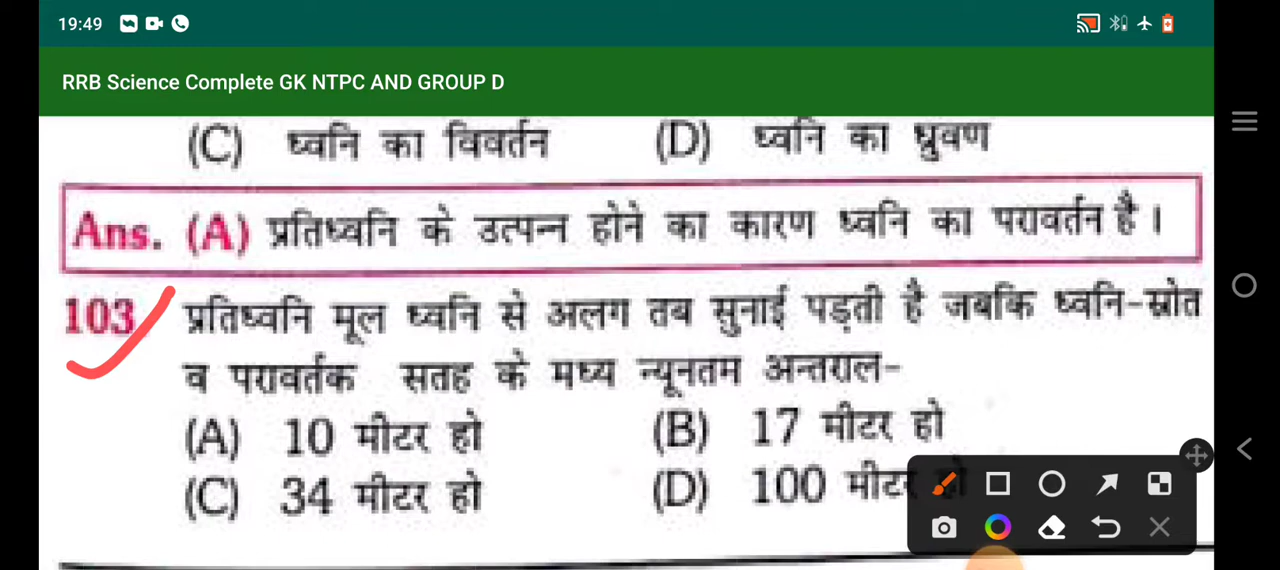 19:49
RRB Science Complete GK NTPC AND GROUP D
(C) ध्वनि का विवर्तन (D) ध्वनि का ध्रुवण
Ans. (A) प्रतिध्वनि के उत्पन्न होने का कारण ध्वनि का परावर्तन है ।
103 प्रतिध्वनि मूल ध्वनि से अलग तब सुनाई पड़ती है जबकि ध्वनि-स्रोत
व परावर्तक सतह के मध्य न्यूनतम अन्तराल-
(A) 10 मीटर हो (B) 17 मीटर हो
(C) 34 मीटर हो (D) 100 मीटर हो